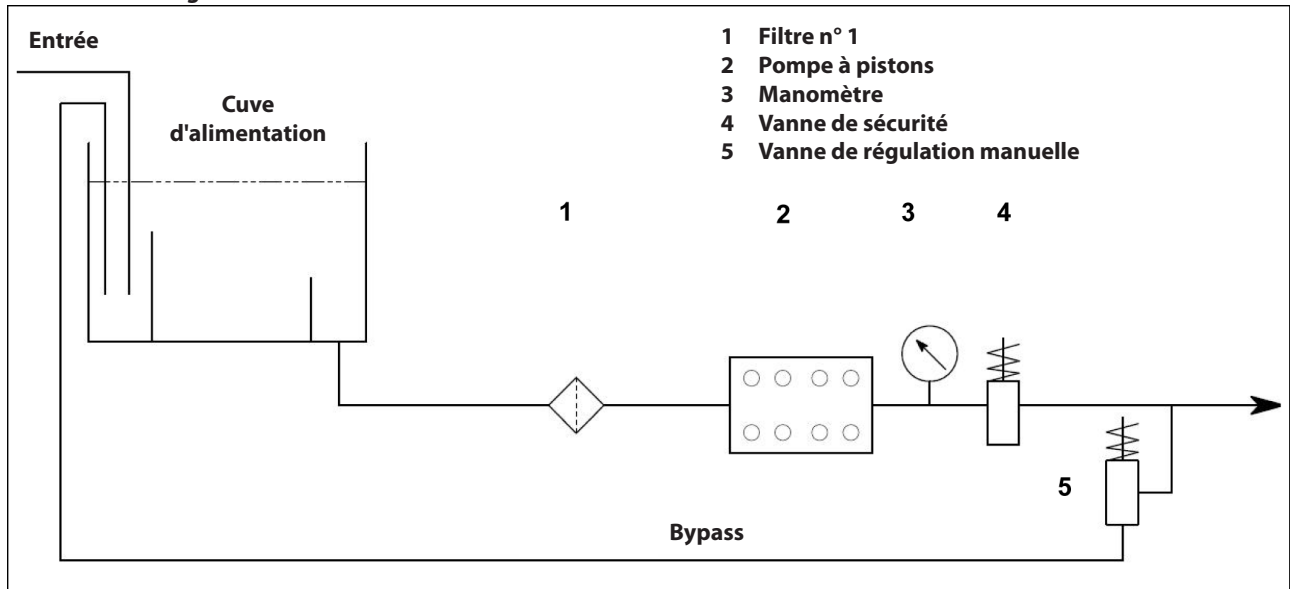 Entrée
Cuve
d'alimentation
1 Filtre n° 1
2 Pompe à pistons
3 Manomètre
4 Vanne de sécurité
5 Vanne de régulation manuelle
1
2
3
4
5
Bypass